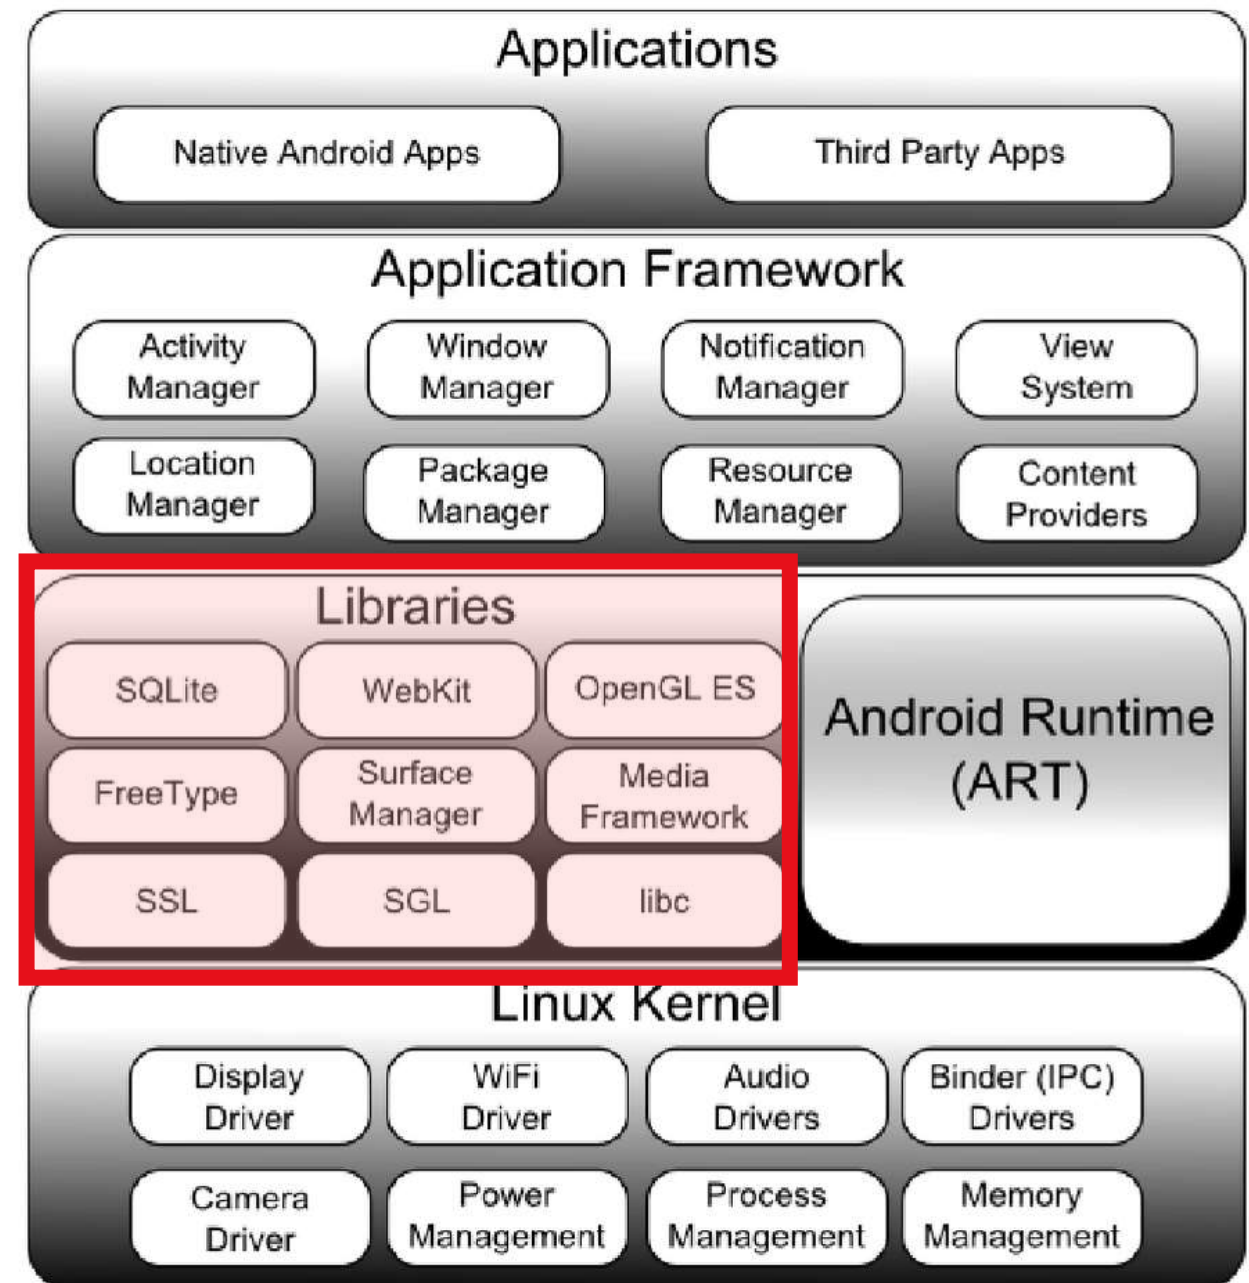 Applications
Native Android Apps
Third Party Apps
Application Framework
Activity
Manager
Window
Manager
Notification
Manager
View
System
Location
Manager
Package
Manager
Resource
Manager
Content
Providers
Libraries
SQLite
WebKit
OpenGL ES
FreeType
Surface
Manager
Media
Framework
SSL
SGL
libc
Android Runtime
(ART)
Linux Kernel
Display
Driver
WiFi
Driver
Audio
Drivers
Binder (IPC)
Drivers
Camera
Driver
Power
Management
Process
Management
Memory
Management